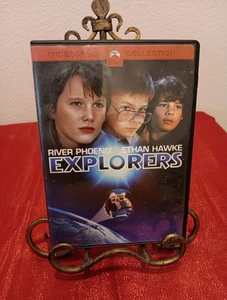 WIDESCREEN COLLECTION
RIVER PHOENIX ETHAN HAWKE
EXPLORERS